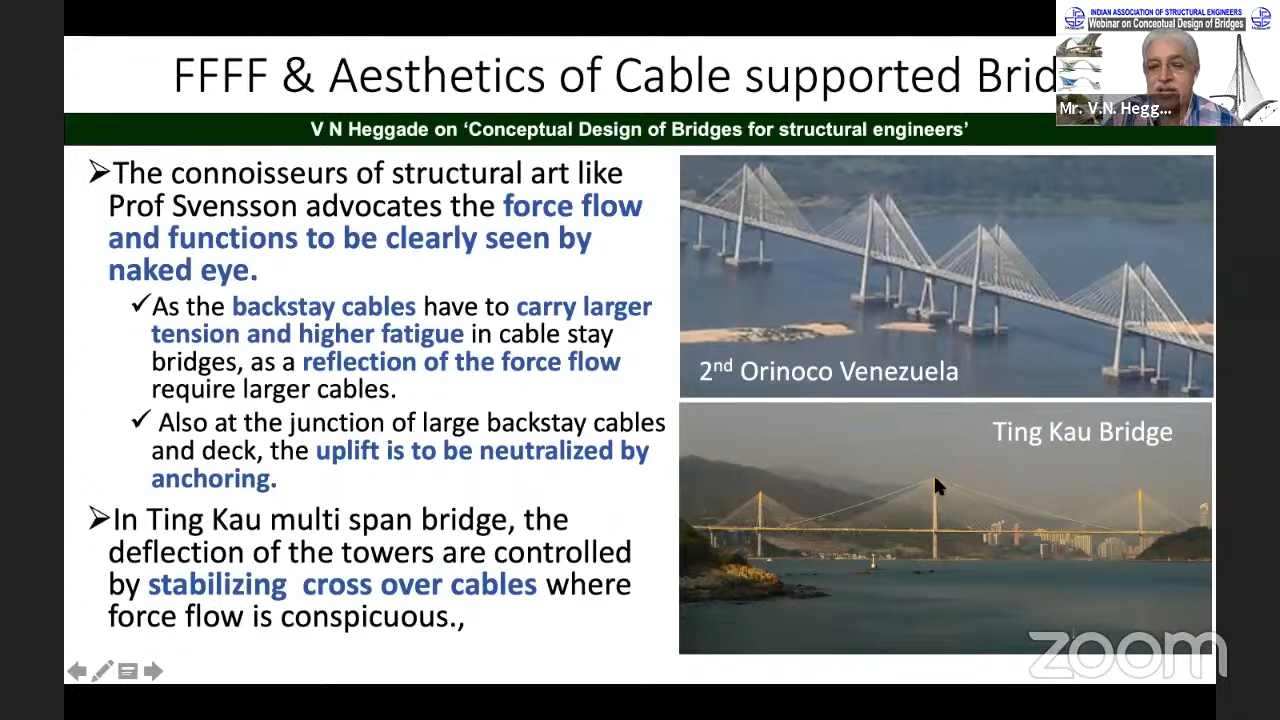 INDIAN ASSOCIATION OF STRUCTURAL ENGINEERS
Webinar on Conceptual Design of Bridges
Mr. V.N. Hegg...
FFFF & Aesthetics of Cable supported Brid
V N Heggade on ‘Conceptual Design of Bridges for structural engineers’
➢The connoisseurs of structural art like
Prof Svensson advocates the force flow
and functions to be clearly seen by
naked eye.
✓As the backstay cables have to carry larger
tension and higher fatigue in cable stay
bridges, as a reflection of the force flow
require larger cables.
✓ Also at the junction of large backstay cables
and deck, the uplift is to be neutralized by
anchoring.
➢In Ting Kau multi span bridge, the
deflection of the towers are controlled
by stabilizing cross over cables where
force flow is conspicuous.,
2nd Orinoco Venezuela
Ting Kau Bridge
zoom